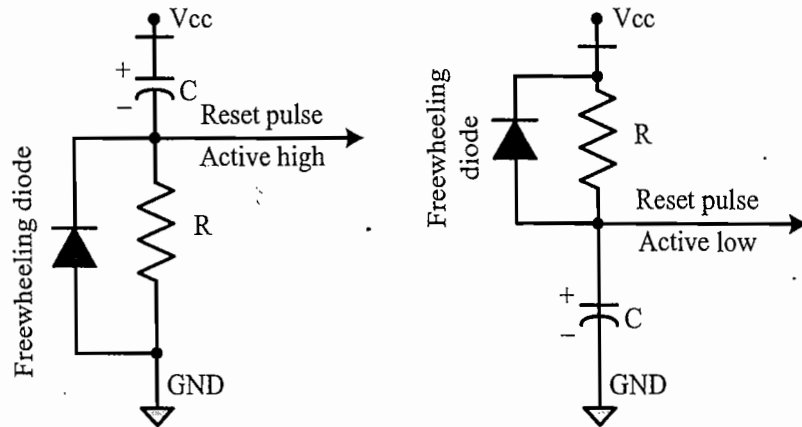 Vcc
+
C
−
Reset pulse
Active high
Freewheeling diode
R
GND
Vcc
Freewheeling
diode
R
Reset pulse
Active low
+
C
−
GND